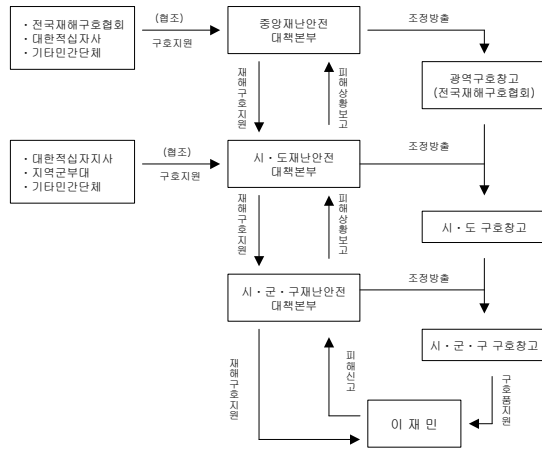 ・전국재해구호협회
・대한적십자사
・기타민간단체
(협조)
구호지원
중앙재난안전
대책본부
조정방출
광역구호창고
(전국재해구호협회)
재해구호지원
피해상황보고
・대한적십자지사
・지역군부대
・기타민간단체
(협조)
구호지원
시・도재난안전
대책본부
조정방출
시・도 구호창고
재해구호지원
피해상황보고
시・군・구재난안전
대책본부
조정방출
시・군・구 구호창고
재해구호지원
피해신고
구호품지원
이 재 민